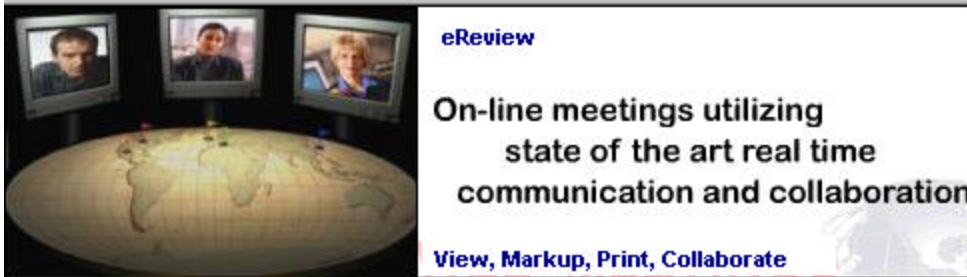 eReview
On-line meetings utilizing
state of the art real time
communication and collaboration
View, Markup, Print, Collaborate